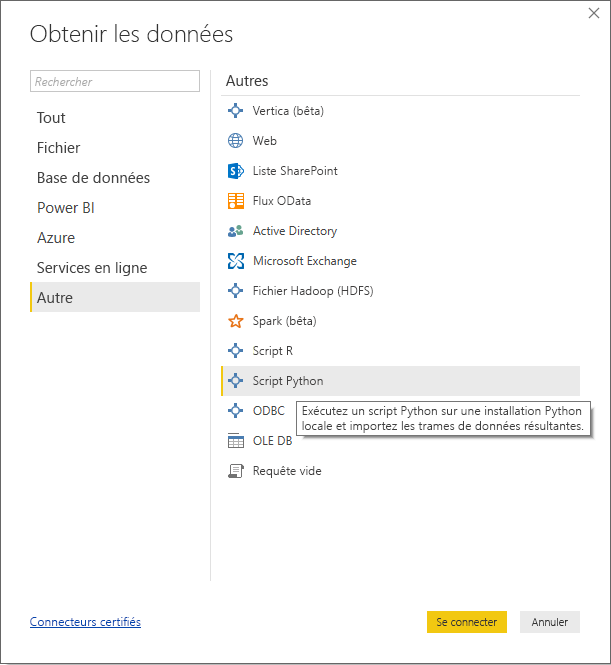 Obtenir les données
Rechercher
Tout
Fichier
Base de données
Power BI
Azure
Services en ligne
Autre
Autres
Vertica (bêta)
Web
Liste SharePoint
Flux OData
Active Directory
Microsoft Exchange
Fichier Hadoop (HDFS)
Spark (bêta)
Script R
Script Python
ODBC
Exécutez un script Python sur une installation Python
locale et importez les trames de données résultantes.
OLE DB
Requête vide
Connecteurs certifiés
Se connecter
Annuler